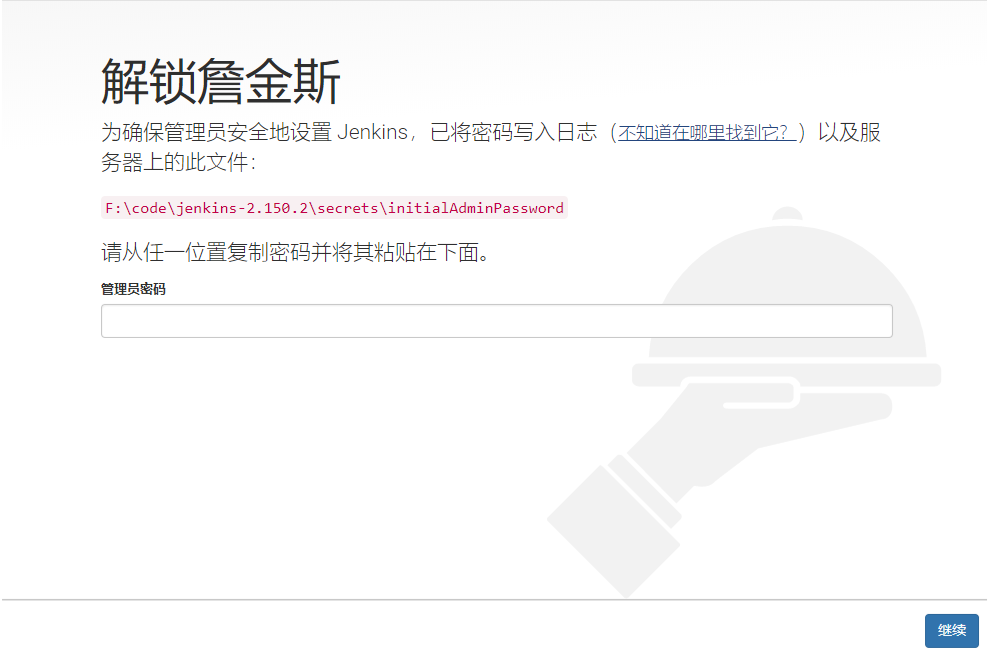 解锁詹金斯
为确保管理员安全地设置 Jenkins，已将密码写入日志（不知道在哪里找到它？）以及服
务器上的此文件：
F:\code\jenkins-2.150.2\secrets\initialAdminPassword
请从任一位置复制密码并将其粘贴在下面。
管理员密码
继续